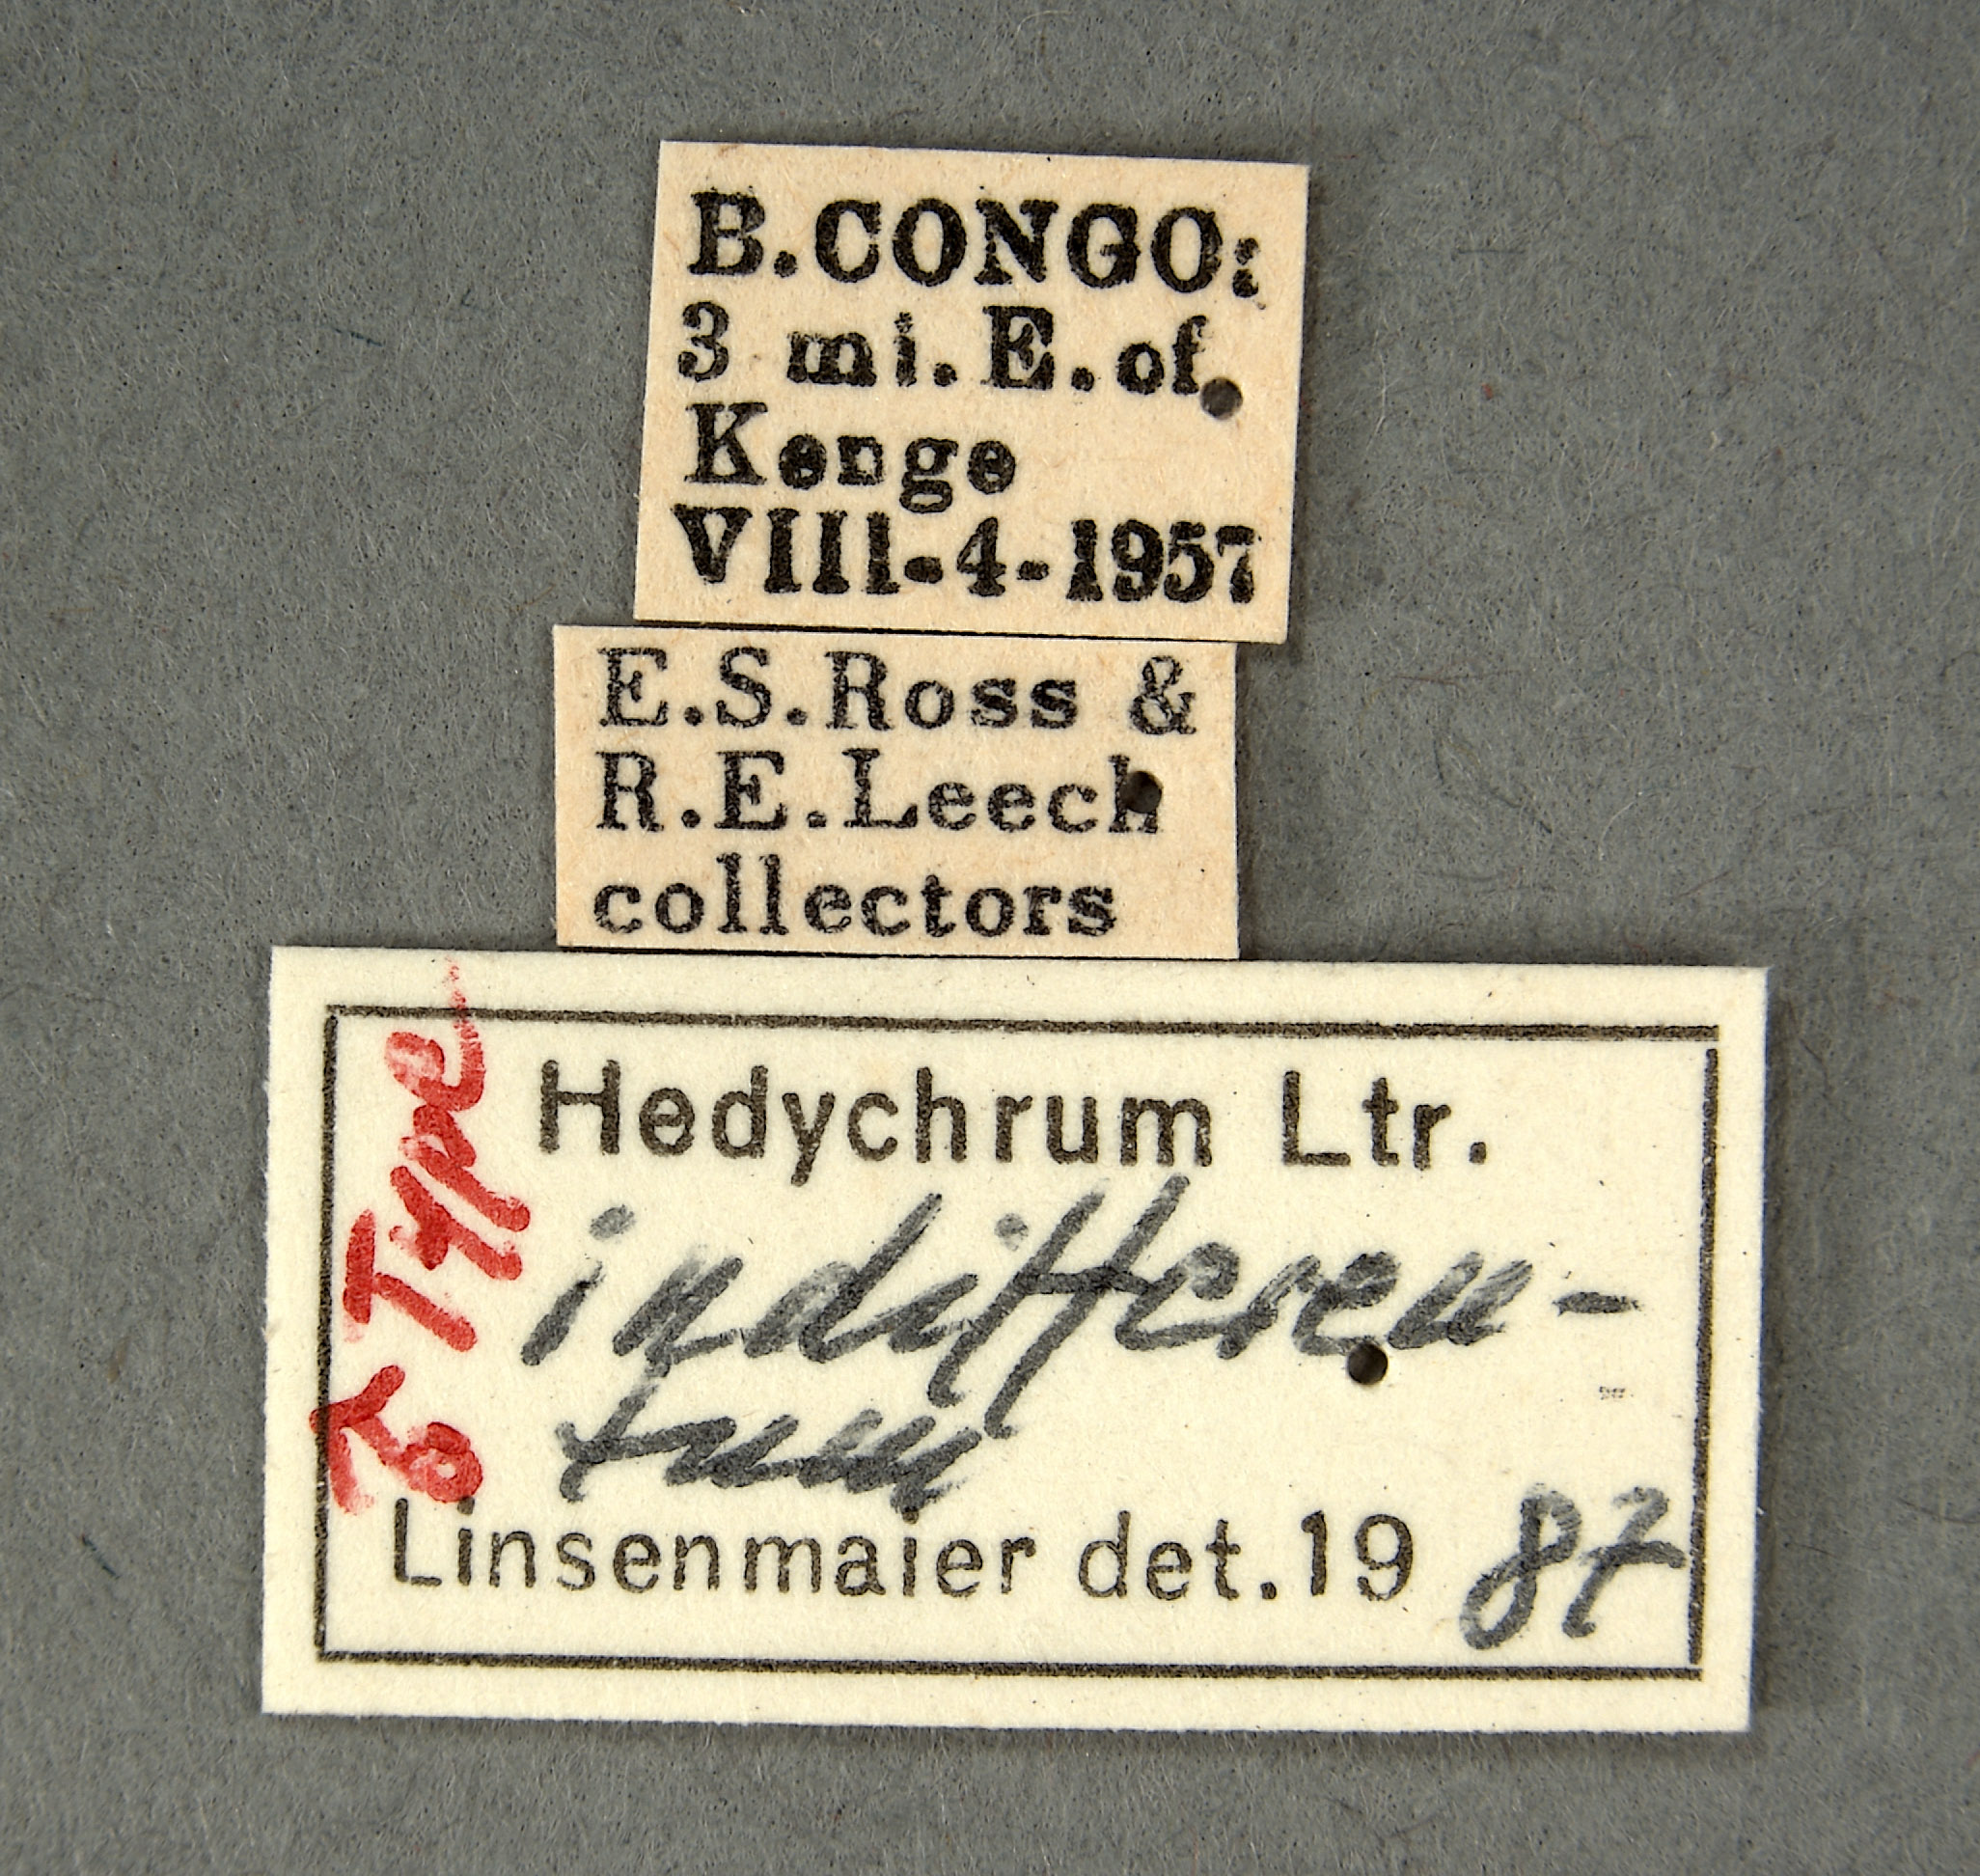 B.CONGO:
3 mi. E. of
Kenge
VIII-4-1957
E.S.Ross &
R.E.Leech
collectors
♂ Type
Hedychrum Ltr.
indifferen-
tum
Linsenmaier det. 19 87